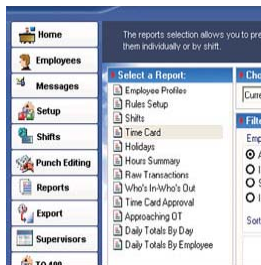 Home
Employees
Messages
Setup
Shifts
Punch Editing
Reports
Export
Supervisors
TO 400
The reports selection allows you to pre
them individually or by shift.
Select a Report:
Employee Profiles
Rules Setup
Shifts
Time Card
Holidays
Hours Summary
Raw Transactions
Who's In-Who's Out
Time Card Approval
Approaching OT
Daily Totals By Day
Daily Totals By Employee
Cho
Curre
Filte
Emp
Sort